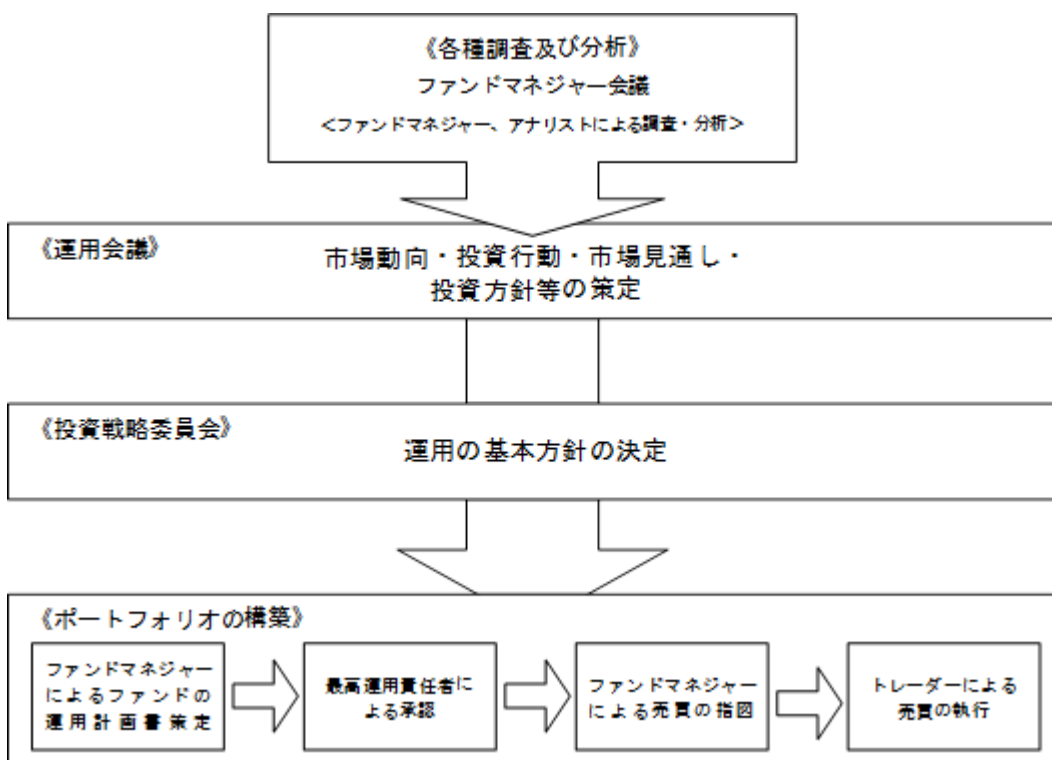 《各種調査及び分析》
ファンドマネジャー会議
＜ファンドマネジャー、アナリストによる調査・分析＞
《運用会議》
市場動向・投資行動・市場見通し・
投資方針等の策定
《投資戦略委員会》
運用の基本方針の決定
《ポートフォリオの構築》
ファンドマネジャー
によるファンドの
運用計画書策定
最高運用責任者に
よる承認
ファンドマネジャー
による売買の指図
トレーダーによる
売買の執行